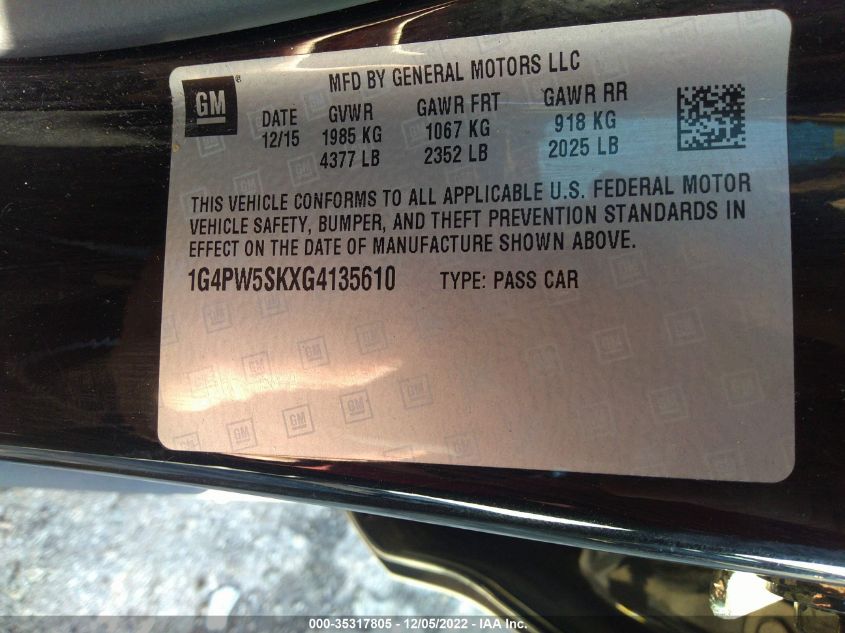 MFD BY GENERAL MOTORS LLC
GM®
DATE GVWR GAWR FRT GAWR RR
12/15 1985 KG 1067 KG 918 KG
4377 LB 2352 LB 2025 LB
THIS VEHICLE CONFORMS TO ALL APPLICABLE U.S. FEDERAL MOTOR
VEHICLE SAFETY, BUMPER, AND THEFT PREVENTION STANDARDS IN
EFFECT ON THE DATE OF MANUFACTURE SHOWN ABOVE.
1G4PW5SKXG4135610 TYPE: PASS CAR
000-35317805 - 12/05/2022 - IAA Inc.